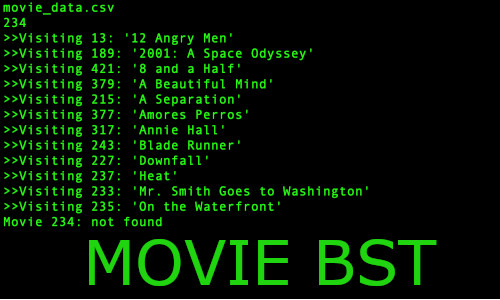 movie_data.csv
234
>>Visiting 13: '12 Angry Men'
>>Visiting 189: '2001: A Space Odyssey'
>>Visiting 421: '8 and a Half'
>>Visiting 379: 'A Beautiful Mind'
>>Visiting 215: 'A Separation'
>>Visiting 377: 'Amores Perros'
>>Visiting 317: 'Annie Hall'
>>Visiting 243: 'Blade Runner'
>>Visiting 227: 'Downfall'
>>Visiting 237: 'Heat'
>>Visiting 233: 'Mr. Smith Goes to Washington'
>>Visiting 235: 'On the Waterfront'
Movie 234: not found
MOVIE BST